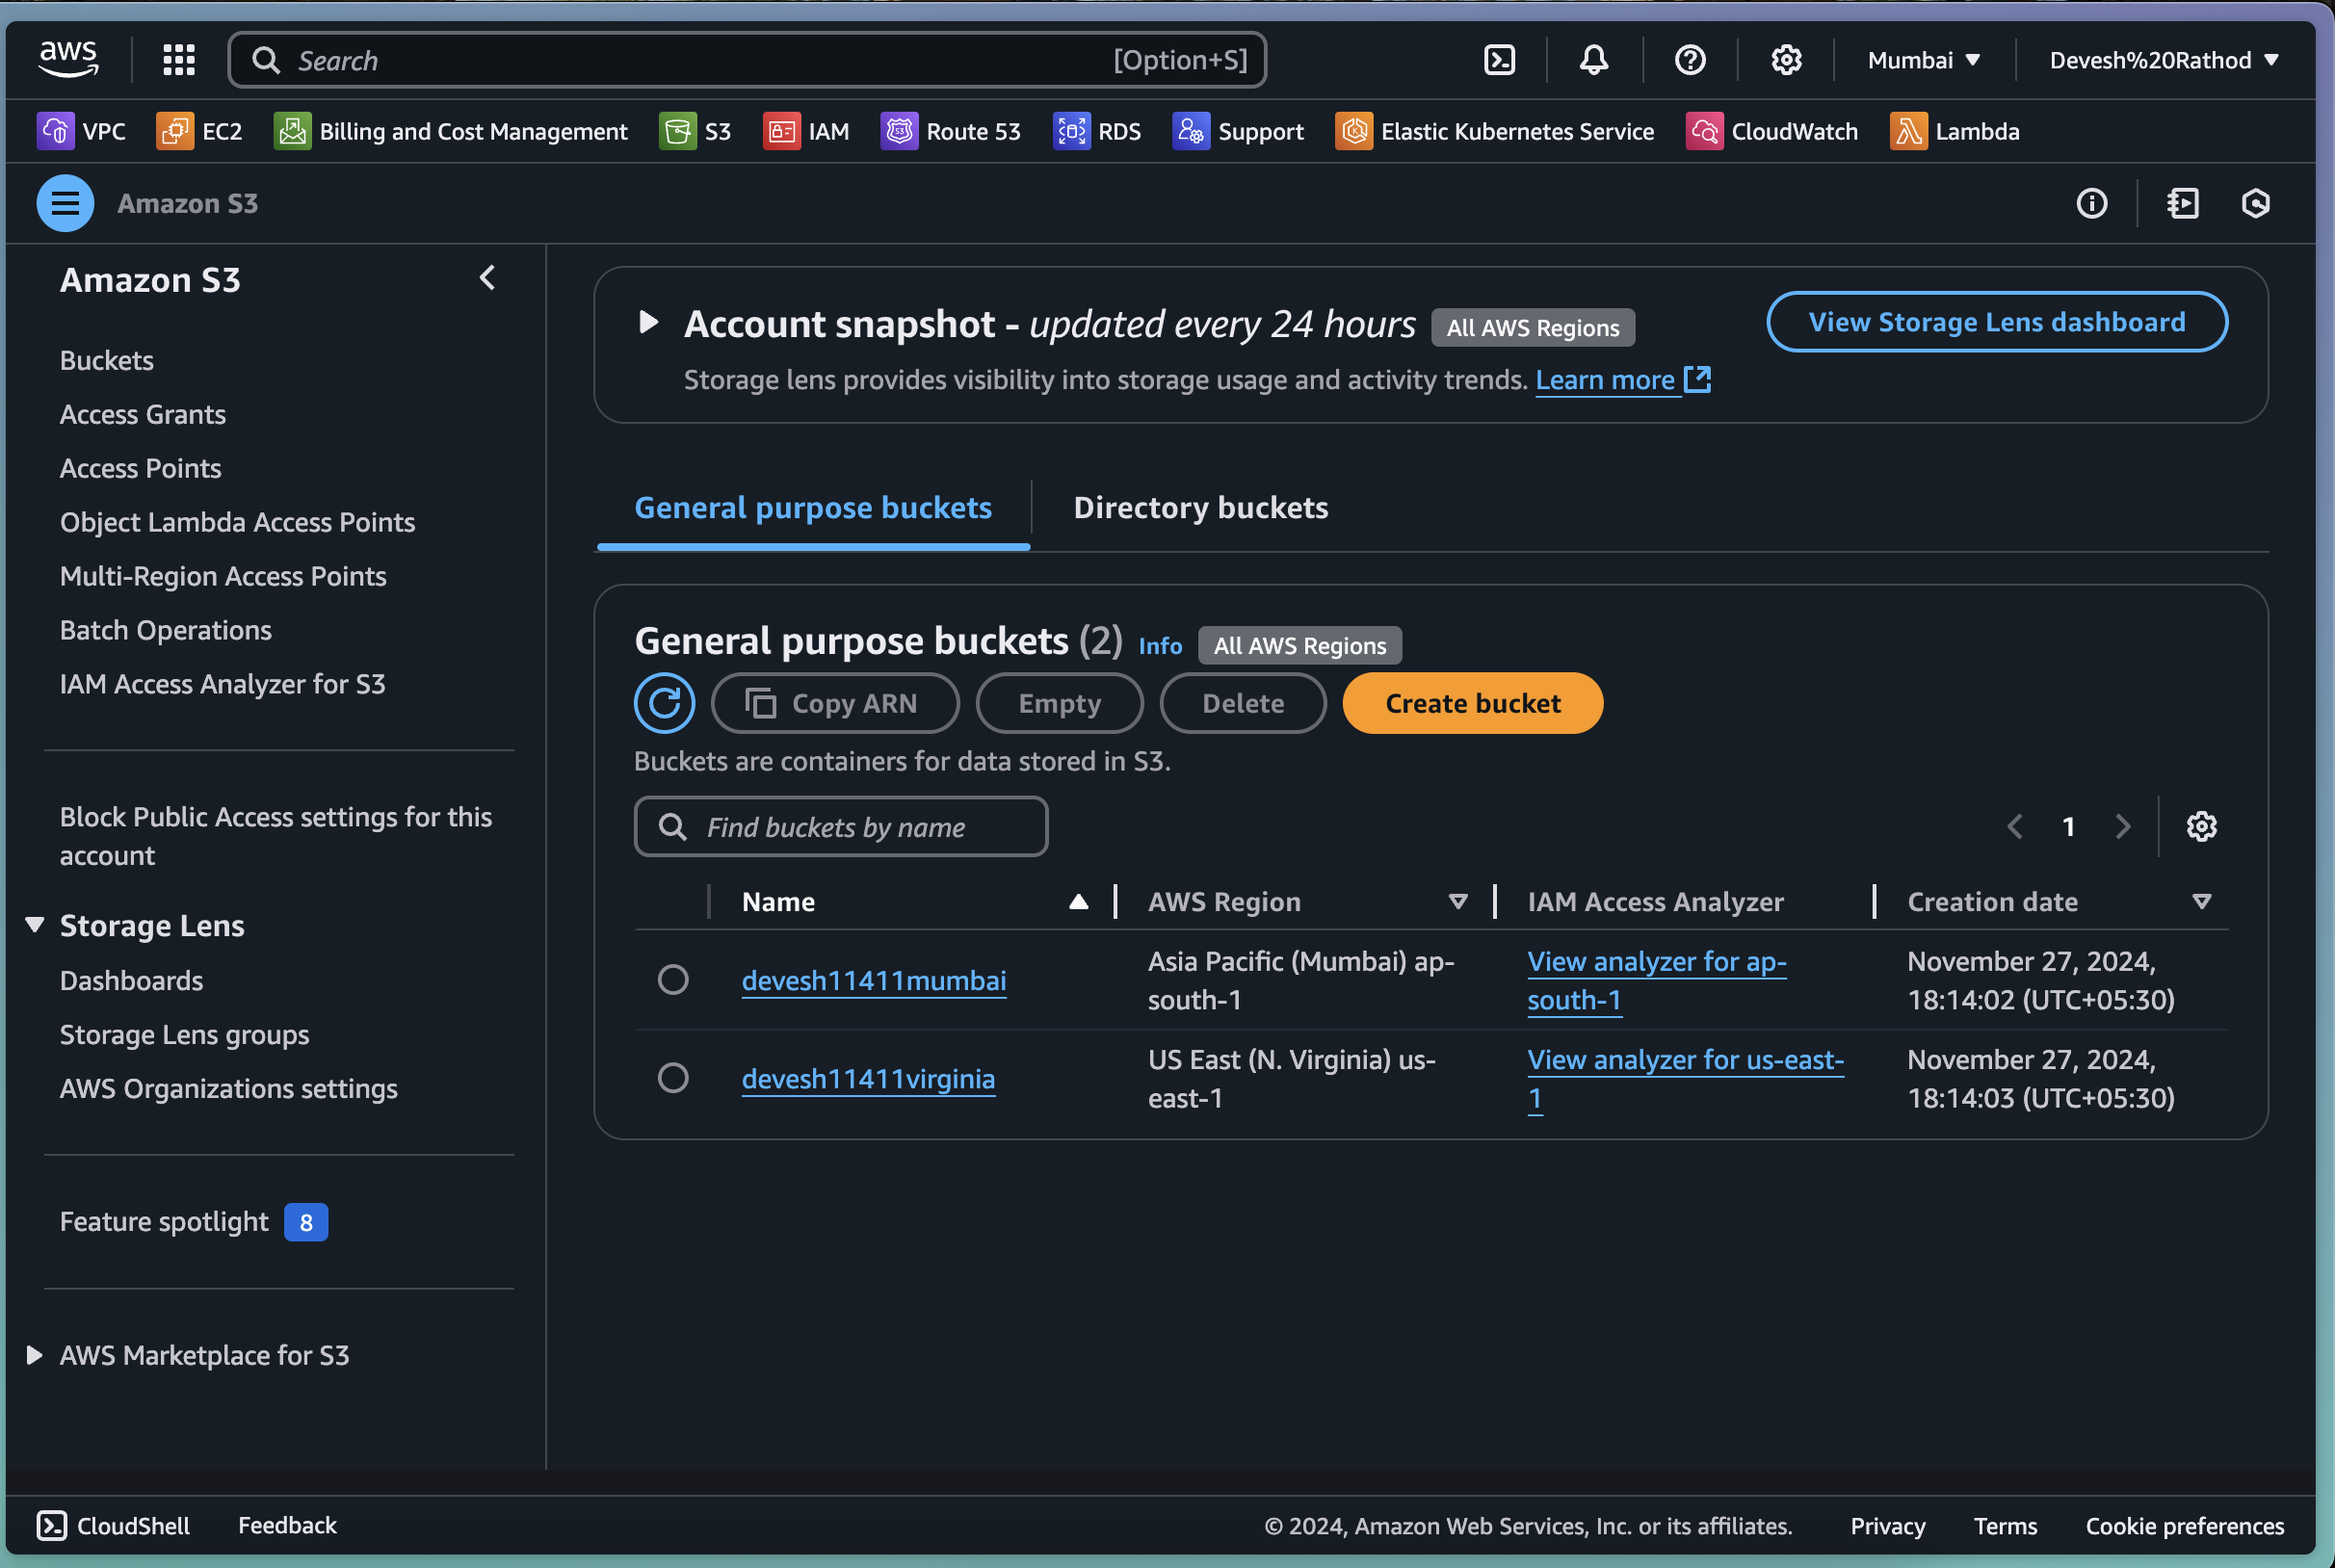 aws
Search [Option+S]
Mumbai
Devesh%20Rathod
VPC EC2 Billing and Cost Management S3 IAM Route 53 RDS Support Elastic Kubernetes Service CloudWatch Lambda
Amazon S3
Amazon S3
Buckets
Access Grants
Access Points
Object Lambda Access Points
Multi-Region Access Points
Batch Operations
IAM Access Analyzer for S3
Block Public Access settings for this
account
Storage Lens
Dashboards
Storage Lens groups
AWS Organizations settings
Feature spotlight 8
AWS Marketplace for S3
Account snapshot - updated every 24 hours All AWS Regions
View Storage Lens dashboard
Storage lens provides visibility into storage usage and activity trends. Learn more
General purpose buckets
Directory buckets
General purpose buckets (2) Info All AWS Regions
Copy ARN Empty Delete Create bucket
Buckets are containers for data stored in S3.
Find buckets by name
1
Name AWS Region IAM Access Analyzer Creation date
devesh11411mumbai
Asia Pacific (Mumbai) ap-
south-1
View analyzer for ap-
south-1
November 27, 2024,
18:14:02 (UTC+05:30)
devesh11411virginia
US East (N. Virginia) us-
east-1
View analyzer for us-east-
1
November 27, 2024,
18:14:03 (UTC+05:30)
CloudShell Feedback © 2024, Amazon Web Services, Inc. or its affiliates. Privacy Terms Cookie preferences